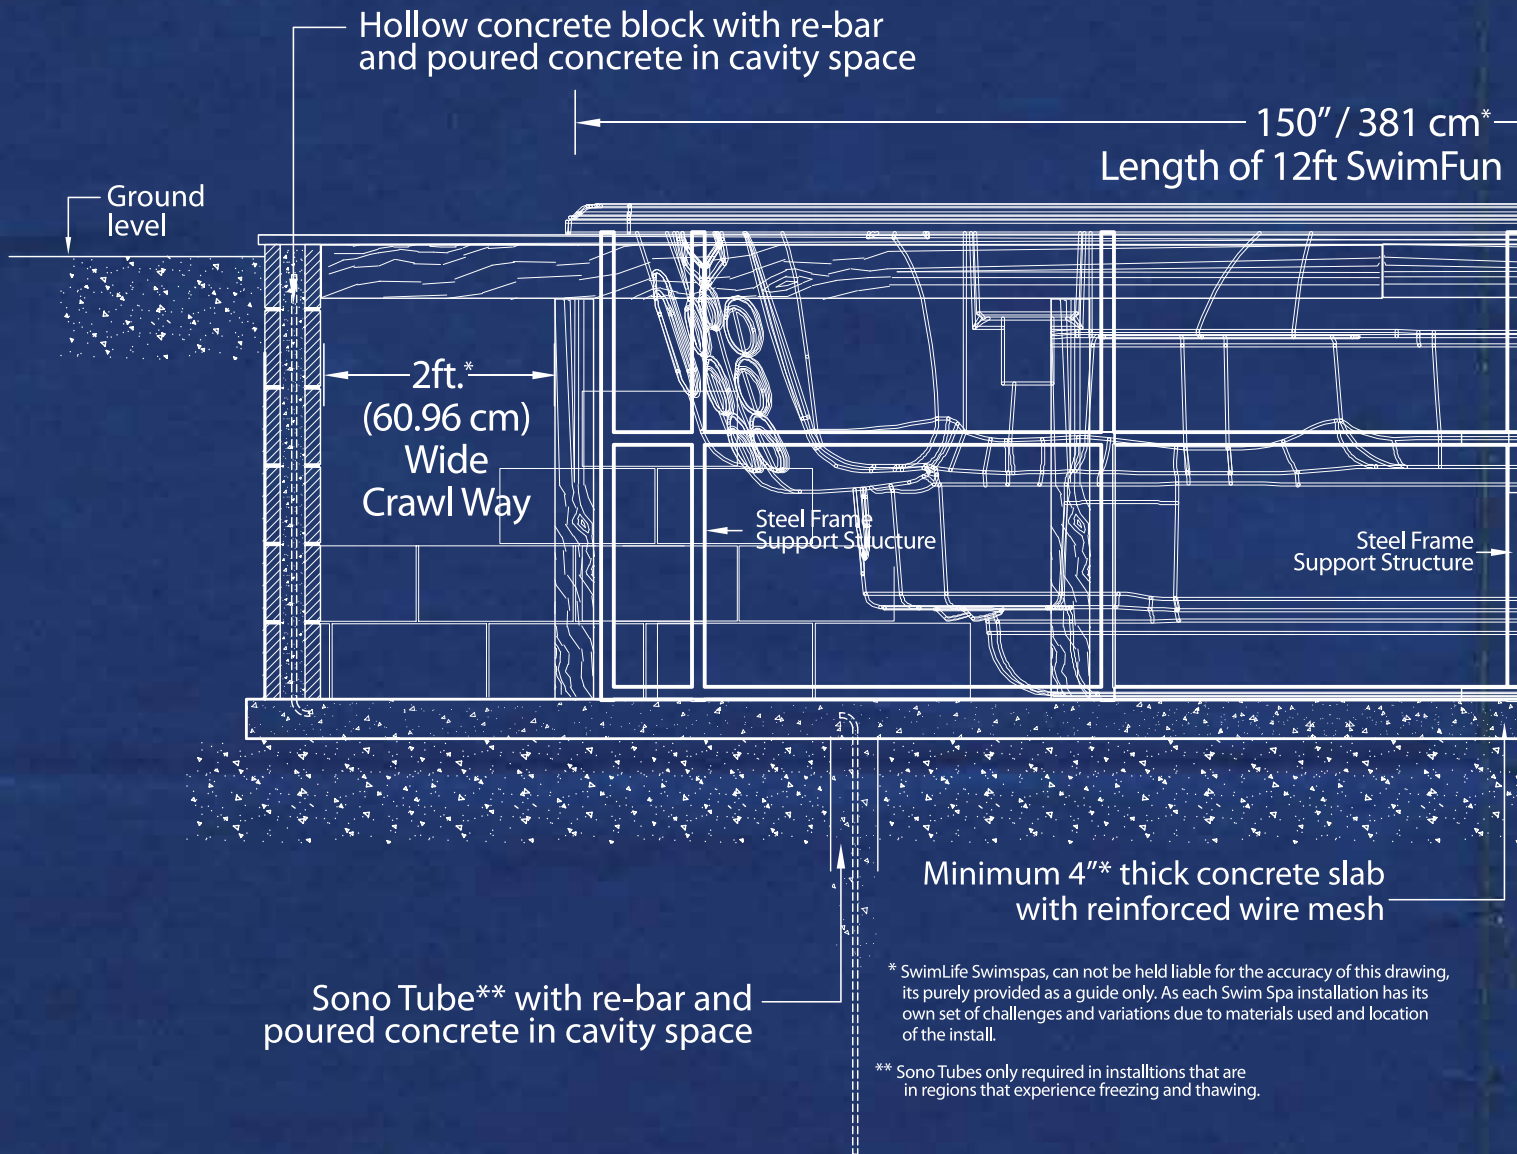 Hollow concrete block with re-bar
and poured concrete in cavity space
150” / 381 cm*
Length of 12ft SwimFun
Ground
level
2ft.*
(60.96 cm)
Wide
Crawl Way
Steel Frame
Support Structure
Steel Frame
Support Structure
Minimum 4”* thick concrete slab
with reinforced wire mesh
Sono Tube** with re-bar and
poured concrete in cavity space
* SwimLife Swimspas, can not be held liable for the accuracy of this drawing,
its purely provided as a guide only. As each Swim Spa installation has its
own set of challenges and variations due to materials used and location
of the install.
** Sono Tubes only required in installtions that are
in regions that experience freezing and thawing.